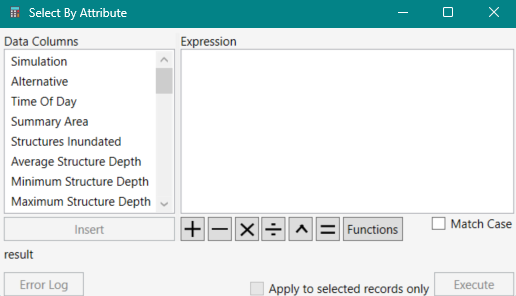 Select By Attribute
Data Columns
Expression
Simulation
Alternative
Time Of Day
Summary Area
Structures Inundated
Average Structure Depth
Minimum Structure Depth
Maximum Structure Depth
Insert
+ − × ÷ ^ = Functions
Match Case
result
Error Log
Apply to selected records only
Execute